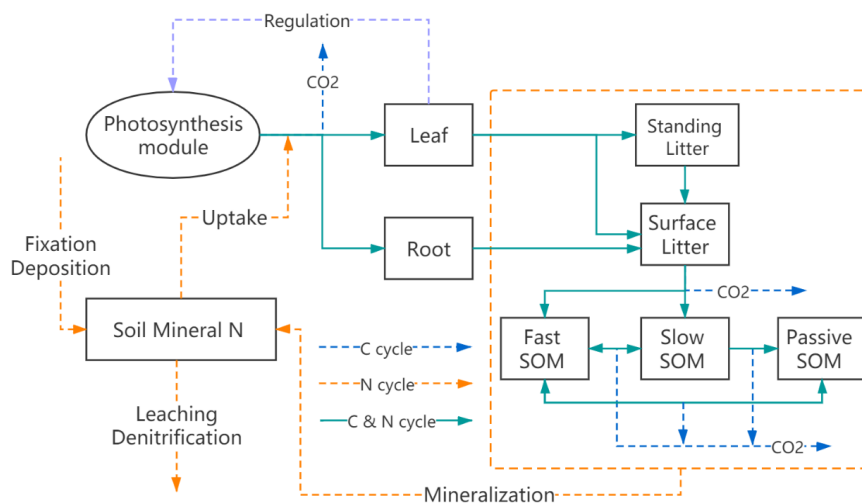 Regulation
CO2
Photosynthesis
module
Leaf
Standing
Litter
Uptake
Root
Surface
Litter
Fixation
Deposition
CO2
Soil Mineral N
Fast
SOM
Slow
SOM
Passive
SOM
C cycle
N cycle
C & N cycle
Leaching
Denitrification
CO2
Mineralization